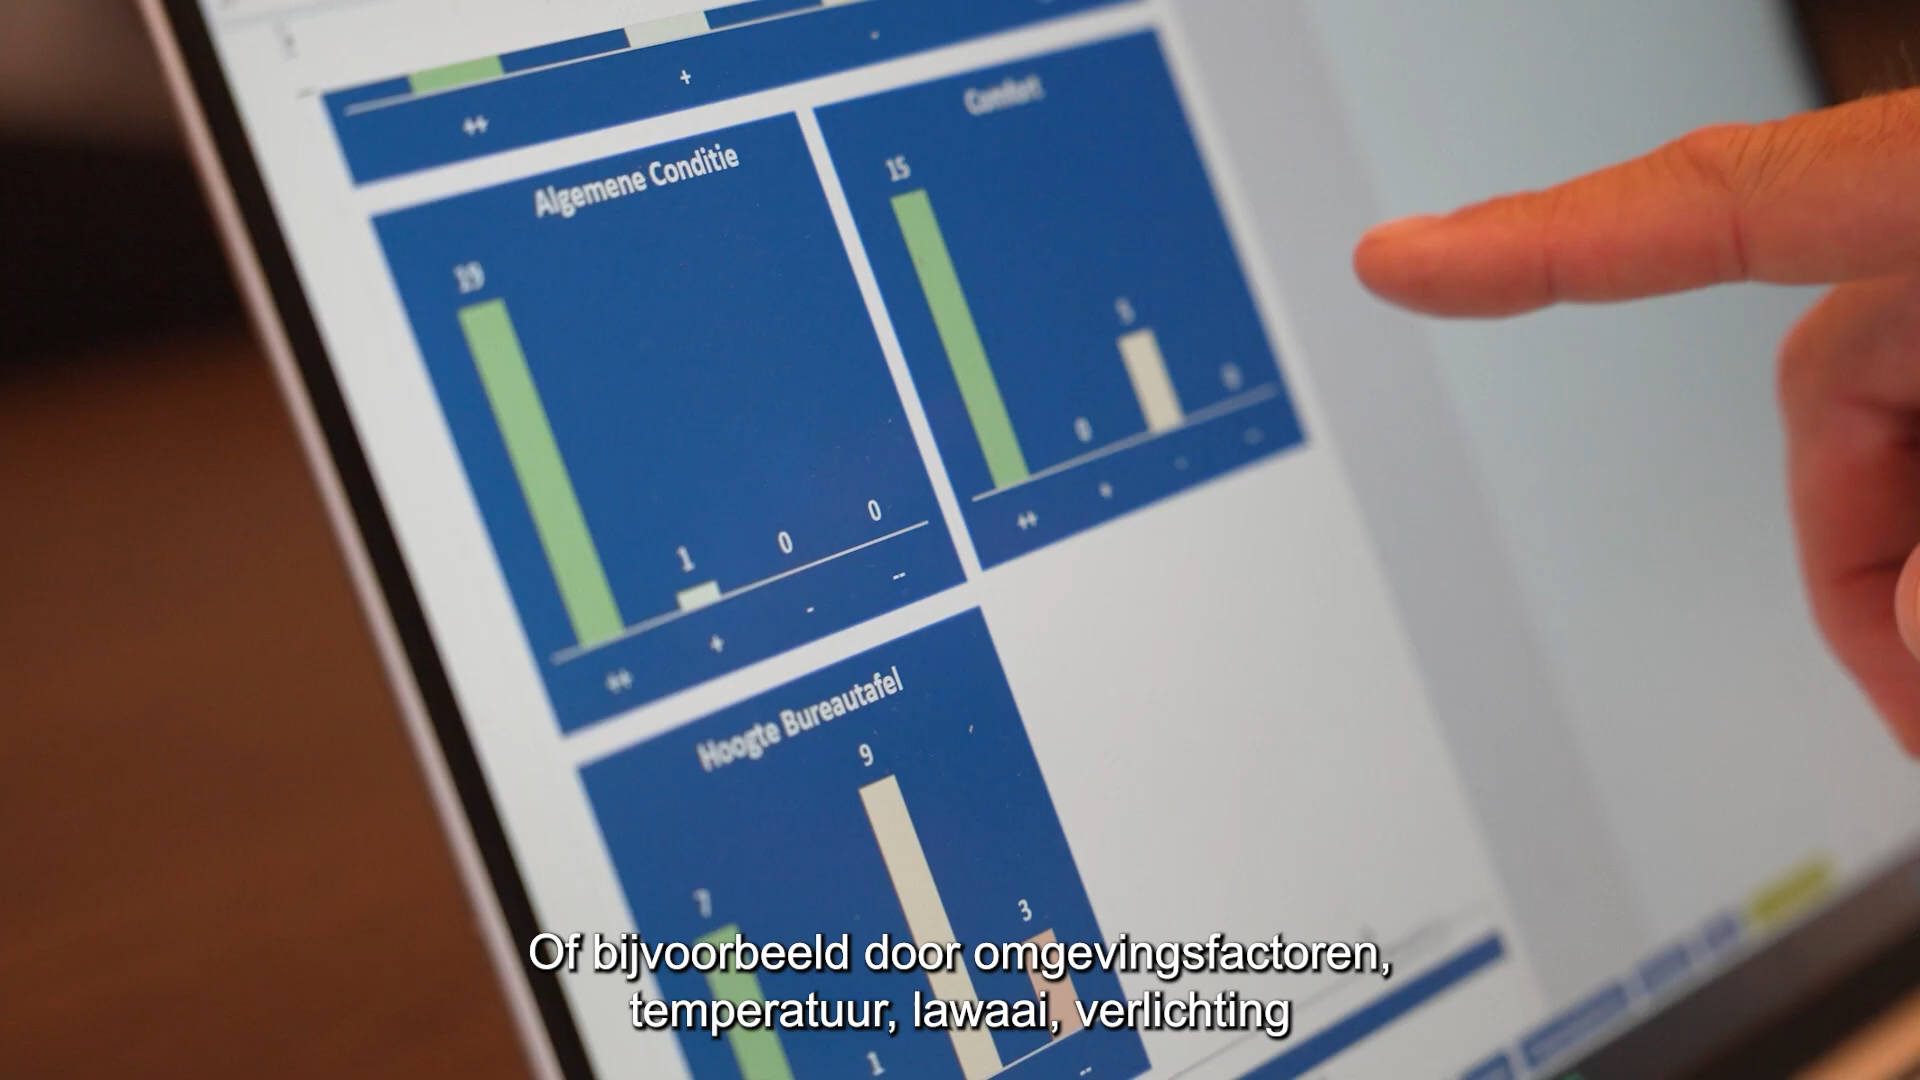 ++ + -
Algemene Conditie
19 1 0 0
++ + - --
Comfort
15 0 5 0
++ + - --
Hoogte Bureautafel
7 1 9 3
--
Of bijvoorbeeld door omgevingsfactoren,
temperatuur, lawaai, verlichting